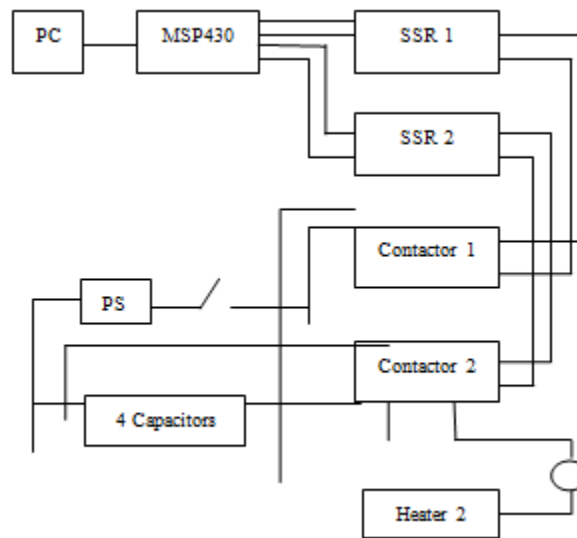 PC
MSP430
SSR 1
SSR 2
Contactor 1
PS
Contactor 2
4 Capacitors
Heater 2